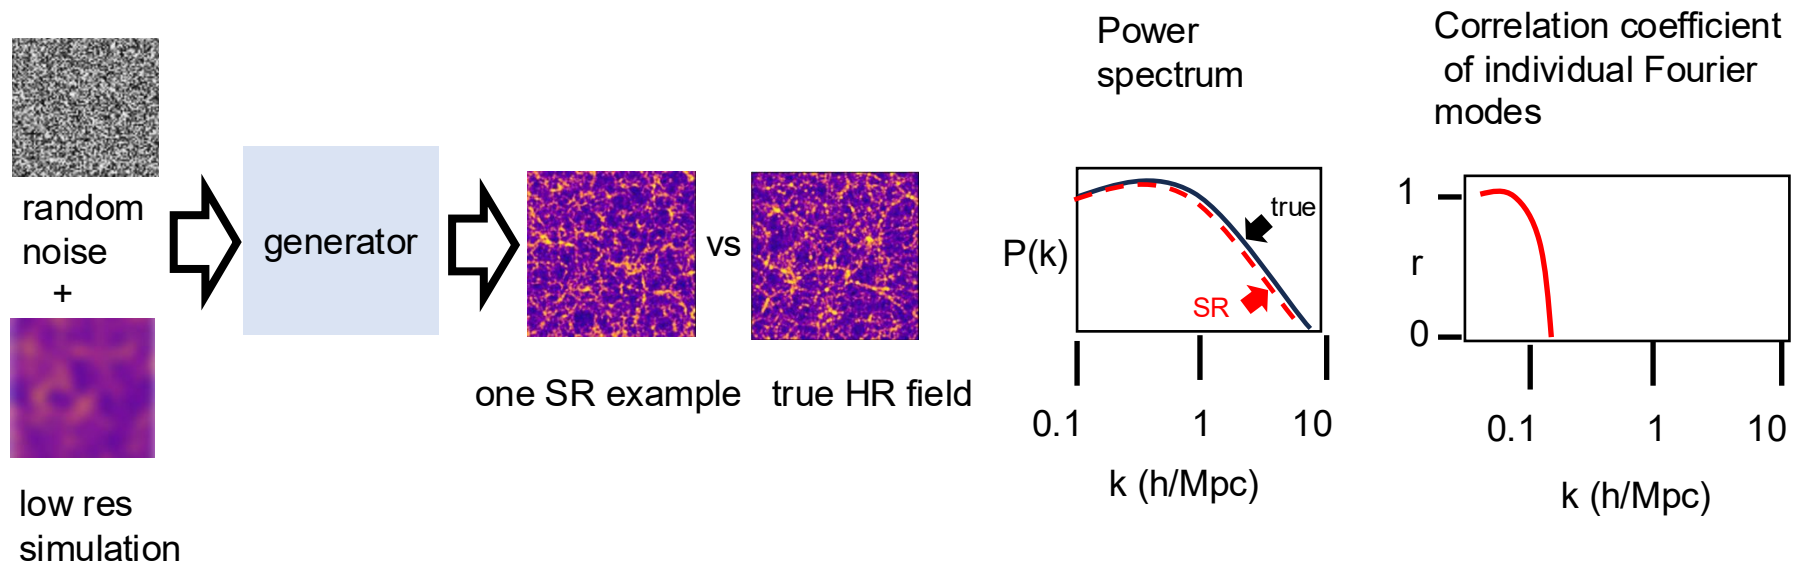 random
noise
+
low res
simulation
generator
vs
one SR example
true HR field
Power
spectrum
P(k)
true
SR
0.1
1
10
k (h/Mpc)
Correlation coefficient
of individual Fourier
modes
1
r
0
0.1
1
10
k (h/Mpc)